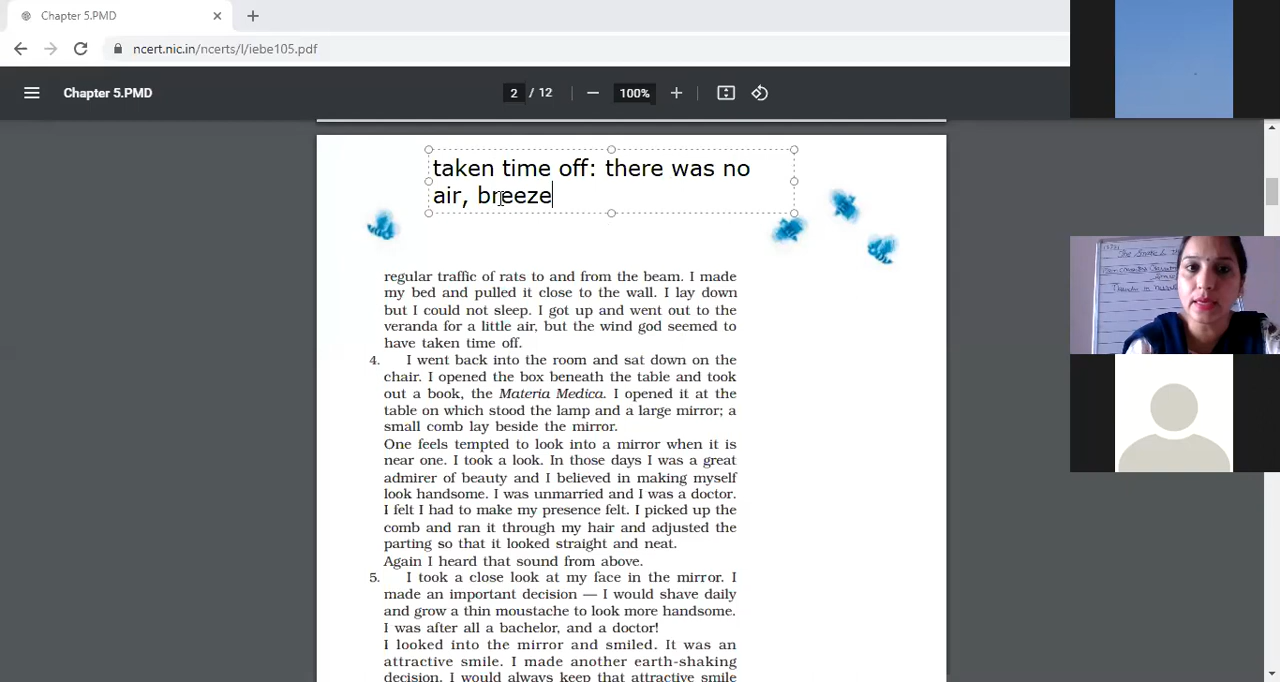 Chapter 5.PMD
ncert.nic.in/ncerts/l/iebe105.pdf
Chapter 5.PMD
2 / 12
100%
taken time off: there was no
air, breeze
regular traffic of rats to and from the beam. I made
my bed and pulled it close to the wall. I lay down
but I could not sleep. I got up and went out to the
veranda for a little air, but the wind god seemed to
have taken time off.
4. I went back into the room and sat down on the
chair. I opened the box beneath the table and took
out a book, the Materia Medica. I opened it at the
table on which stood the lamp and a large mirror; a
small comb lay beside the mirror.
One feels tempted to look into a mirror when it is
near one. I took a look. In those days I was a great
admirer of beauty and I believed in making myself
look handsome. I was unmarried and I was a doctor.
I felt I had to make my presence felt. I picked up the
comb and ran it through my hair and adjusted the
parting so that it looked straight and neat.
Again I heard that sound from above.
5. I took a close look at my face in the mirror. I
made an important decision — I would shave daily
and grow a thin moustache to look more handsome.
I was after all a bachelor, and a doctor!
I looked into the mirror and smiled. It was an
attractive smile. I made another earth-shaking
decision. I would always keep that attractive smile